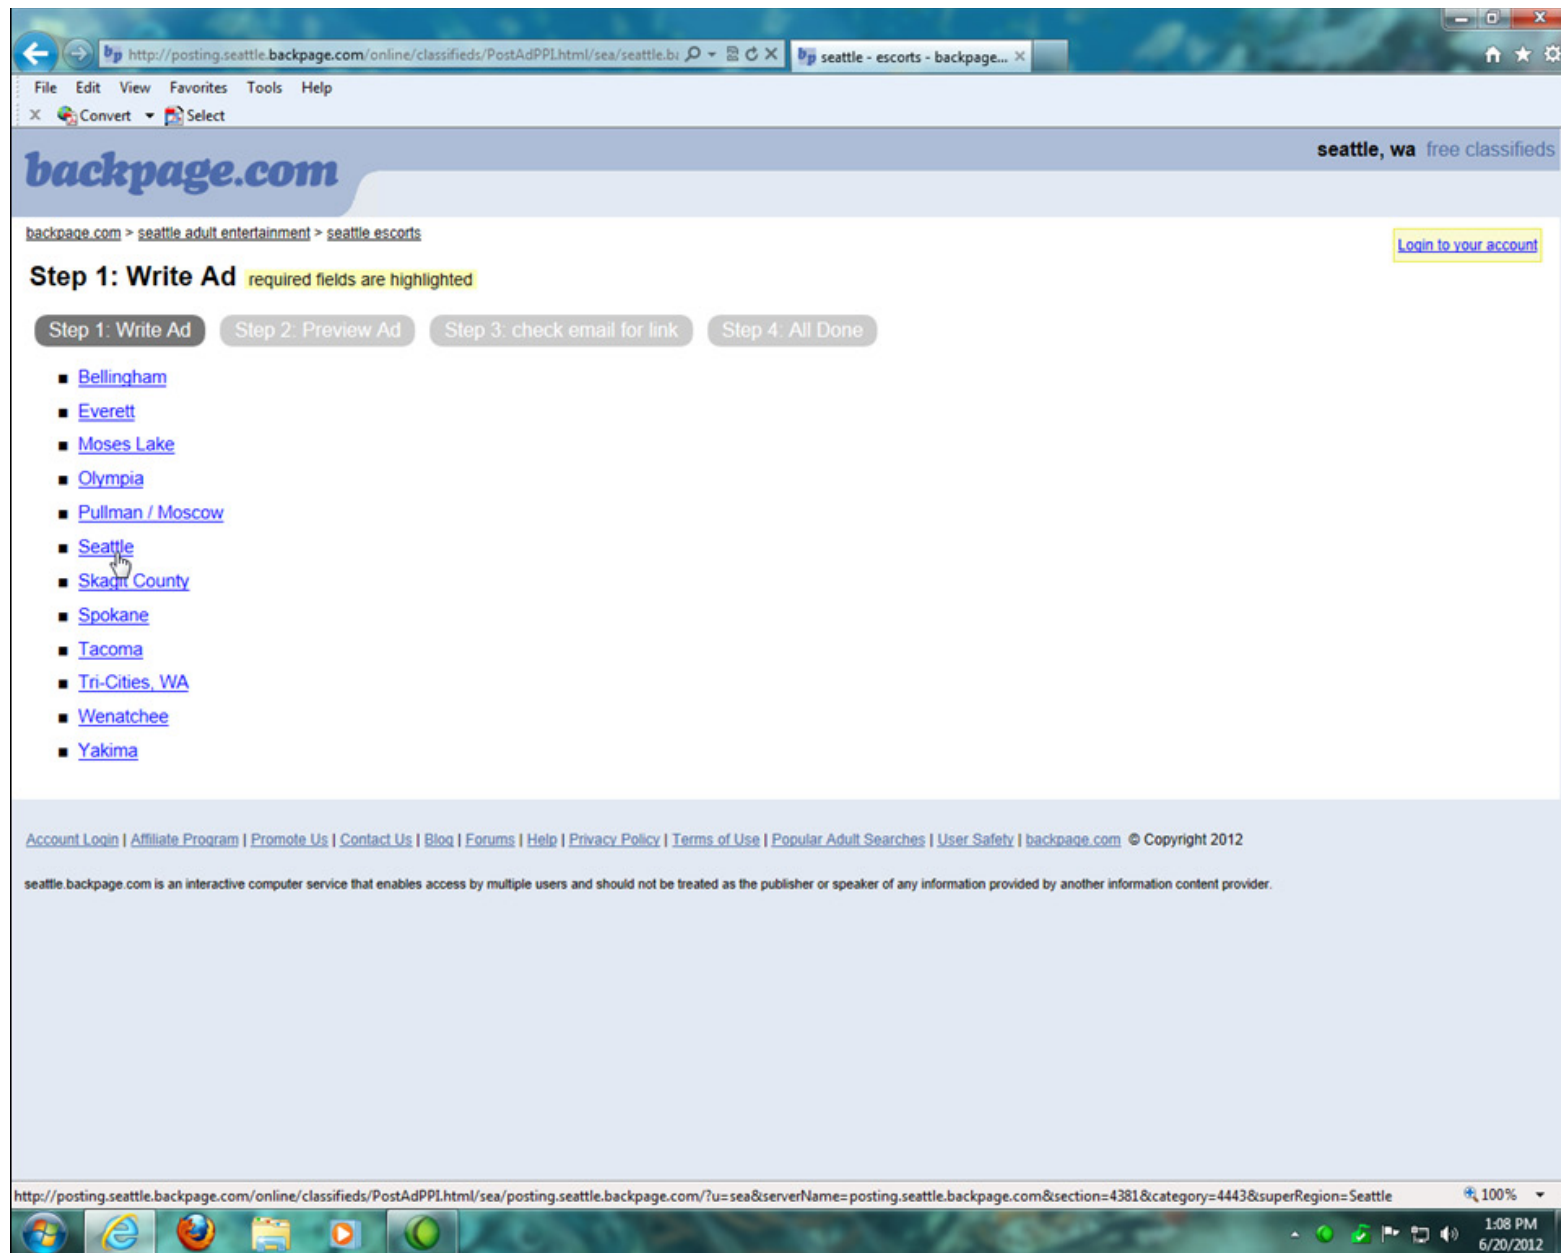 http://posting.seattle.backpage.com/online/classifieds/PostAdPPI.html/sea/seattle.ba
seattle - escorts - backpage...
File Edit View Favorites Tools Help
Convert Select
backpage.com
seattle, wa free classifieds
backpage.com > seattle adult entertainment > seattle escorts
Login to your account
Step 1: Write Ad required fields are highlighted
Step 1: Write Ad Step 2: Preview Ad Step 3: check email for link Step 4: All Done
Bellingham
Everett
Moses Lake
Olympia
Pullman / Moscow
Seattle
Skagit County
Spokane
Tacoma
Tri-Cities, WA
Wenatchee
Yakima
Account Login | Affiliate Program | Promote Us | Contact Us | Blog | Forums | Help | Privacy Policy | Terms of Use | Popular Adult Searches | User Safety | backpage.com © Copyright 2012
seattle.backpage.com is an interactive computer service that enables access by multiple users and should not be treated as the publisher or speaker of any information provided by another information content provider.
http://posting.seattle.backpage.com/online/classifieds/PostAdPPI.html/sea/posting.seattle.backpage.com/?u=sea&serverName=posting.seattle.backpage.com&section=4381&category=4443&superRegion=Seattle
100%
1:08 PM
6/20/2012